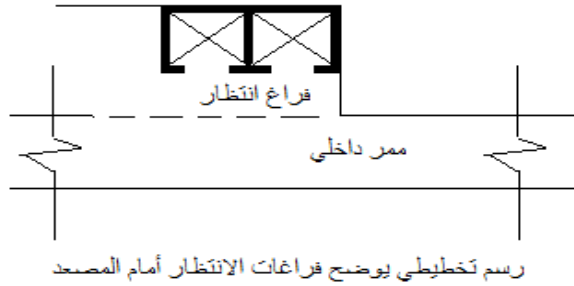 فراغ انتظار
ممر داخلي
رسم تخطيطي يوضح فراغات الانتظار أمام المصعد